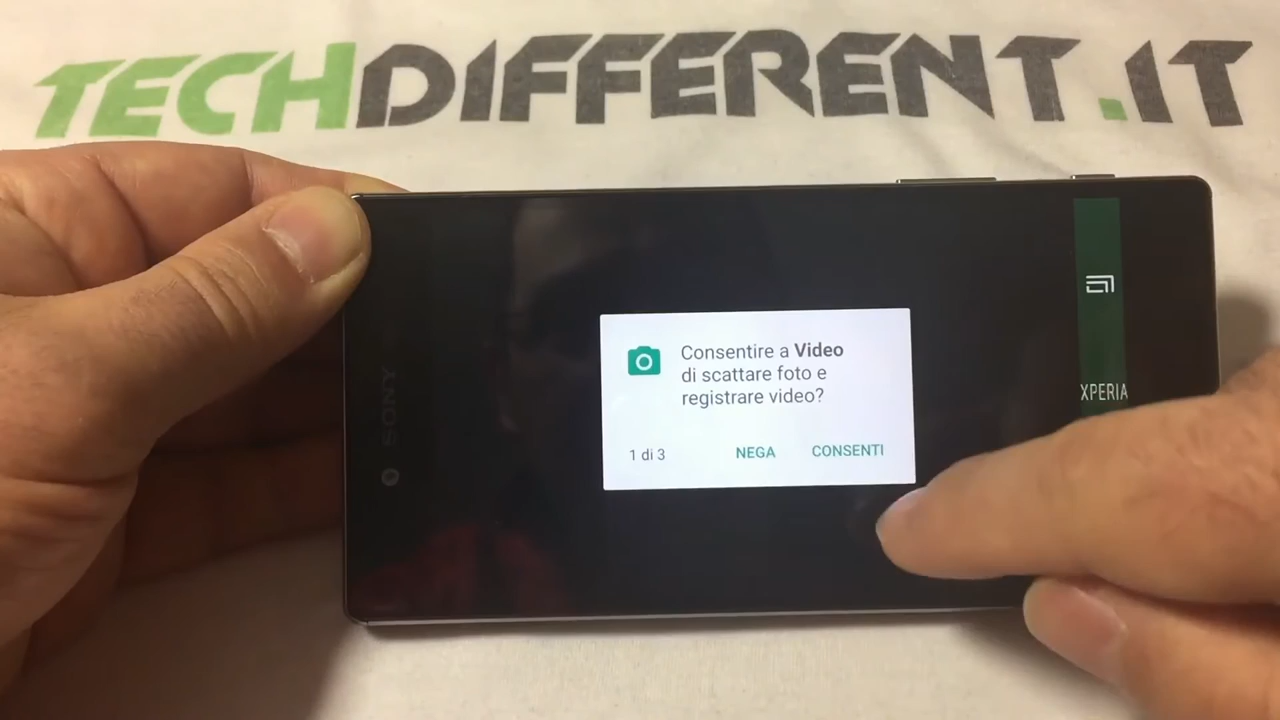 TECHDIFFERENT.IT
SONY
Consentire a Video
di scattare foto e
registrare video?
1 di 3
NEGA
CONSENTI
XPERIA